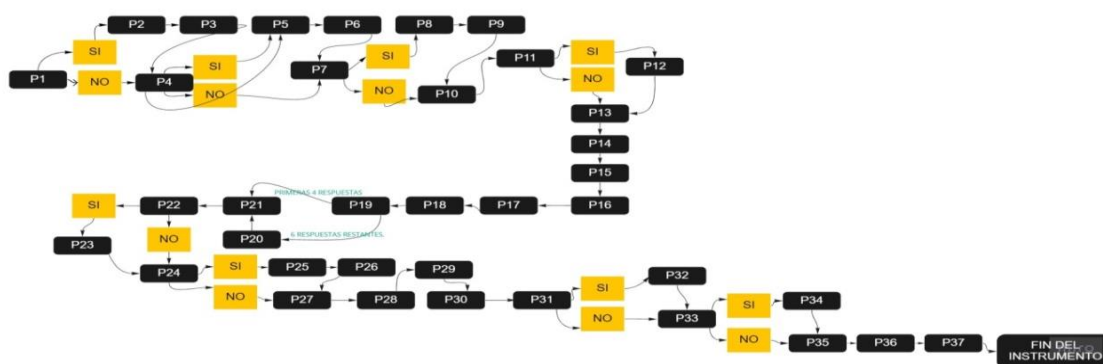 P1
SI
NO
P2
P3
P4
SI
NO
P5
P6
P7
SI
NO
P8
P9
P10
P11
SI
NO
P12
P13
P14
P15
P16
P17
P18
P19
PRIMERAS 4 RESPUESTAS
6 RESPUESTAS RESTANTES.
P20
P21
P22
SI
NO
P23
P24
SI
NO
P25
P26
P27
P28
P29
P30
P31
SI
NO
P32
P33
SI
NO
P34
P35
P36
P37
FIN DEL
INSTRUMENTO